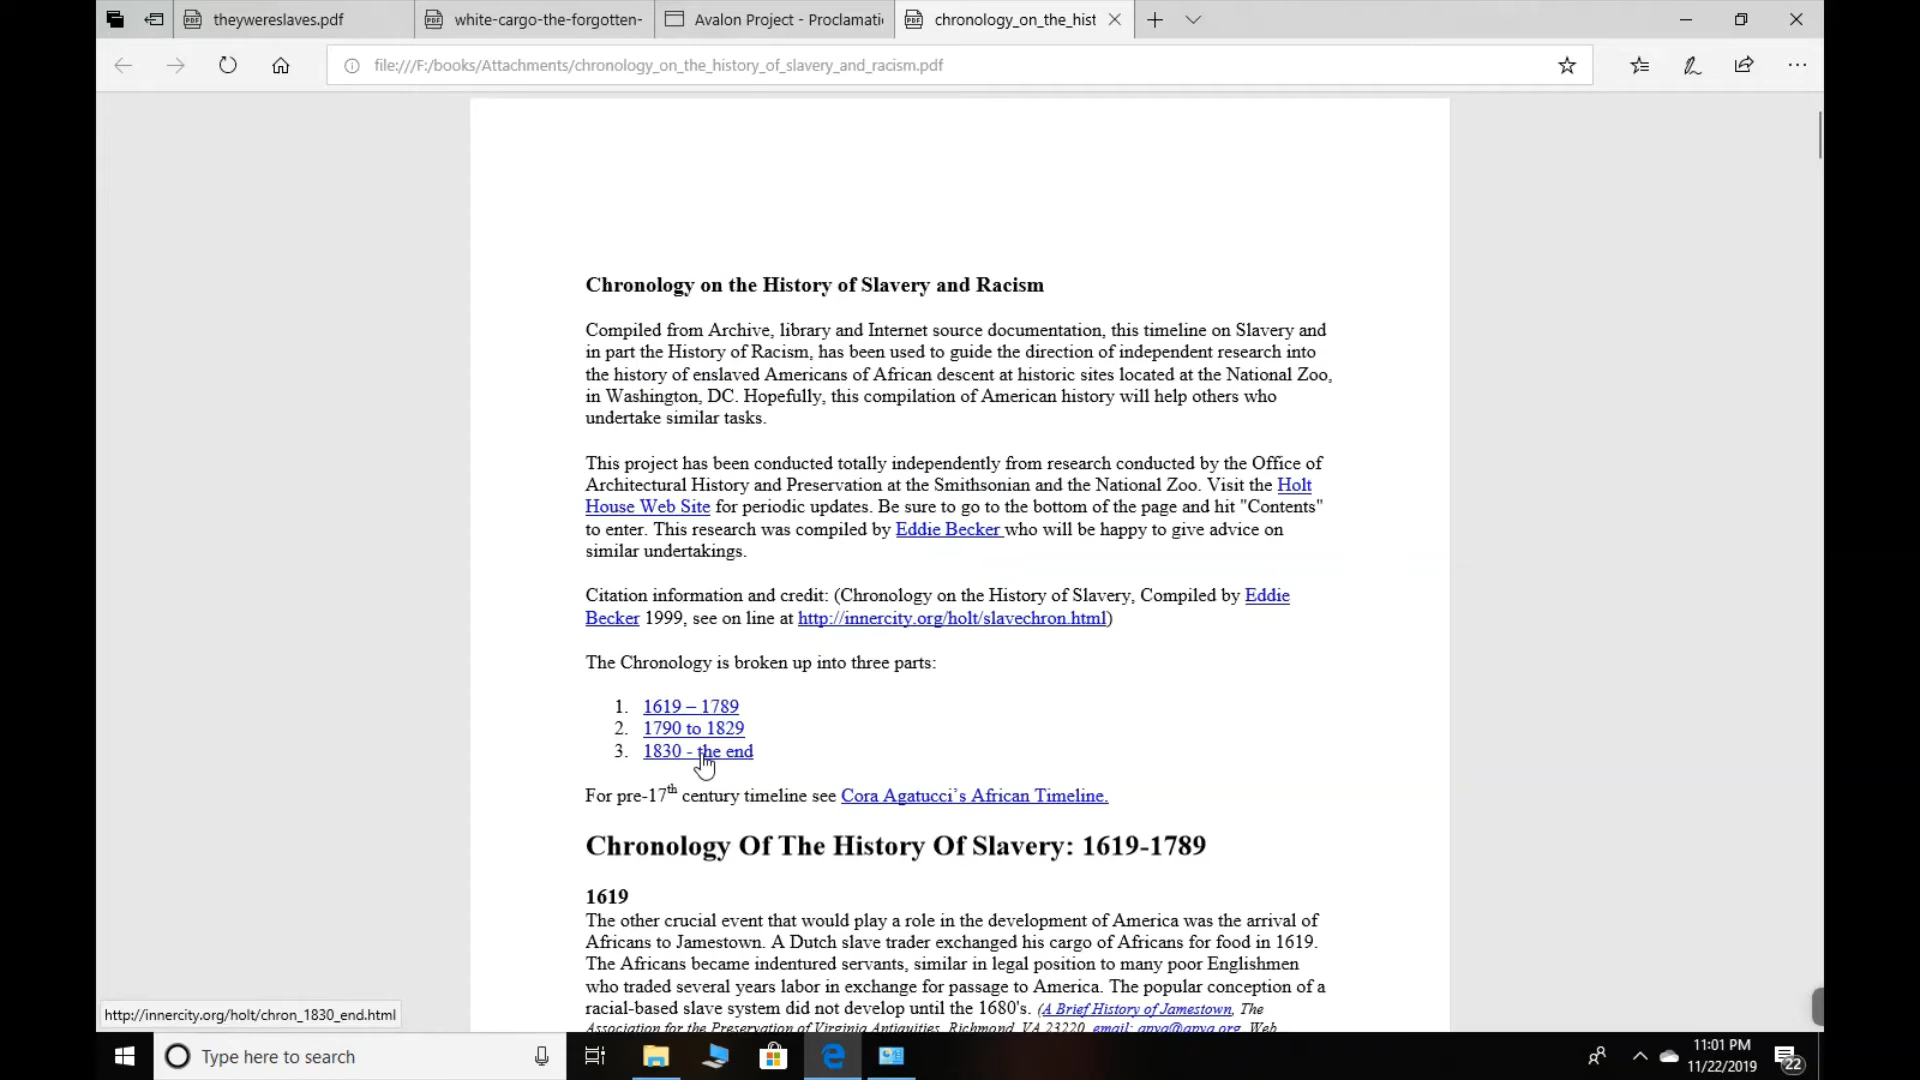 theywereslaves.pdf
white-cargo-the-forgotten-
Avalon Project - Proclamati
chronology_on_the_hist
file:///F:/books/Attachments/chronology_on_the_history_of_slavery_and_racism.pdf
Chronology on the History of Slavery and Racism
Compiled from Archive, library and Internet source documentation, this timeline on Slavery and
in part the History of Racism, has been used to guide the direction of independent research into
the history of enslaved Americans of African descent at historic sites located at the National Zoo,
in Washington, DC. Hopefully, this compilation of American history will help others who
undertake similar tasks.
This project has been conducted totally independently from research conducted by the Office of
Architectural History and Preservation at the Smithsonian and the National Zoo. Visit the Holt
House Web Site for periodic updates. Be sure to go to the bottom of the page and hit "Contents"
to enter. This research was compiled by Eddie Becker who will be happy to give advice on
similar undertakings.
Citation information and credit: (Chronology on the History of Slavery, Compiled by Eddie
Becker 1999, see on line at http://innercity.org/holt/slavechron.html)
The Chronology is broken up into three parts:
1. 1619 – 1789
2. 1790 to 1829
3. 1830 - the end
For pre-17th century timeline see Cora Agatucci's African Timeline.
Chronology Of The History Of Slavery: 1619-1789
1619
The other crucial event that would play a role in the development of America was the arrival of
Africans to Jamestown. A Dutch slave trader exchanged his cargo of Africans for food in 1619.
The Africans became indentured servants, similar in legal position to many poor Englishmen
who traded several years labor in exchange for passage to America. The popular conception of a
racial-based slave system did not develop until the 1680's. (A Brief History of Jamestown, The
Association for the Preservation of Virginia Antiquities, Richmond, VA 23220, email: apva@apva.org, Web
http://innercity.org/holt/chron_1830_end.html
Type here to search
11:01 PM
11/22/2019
22